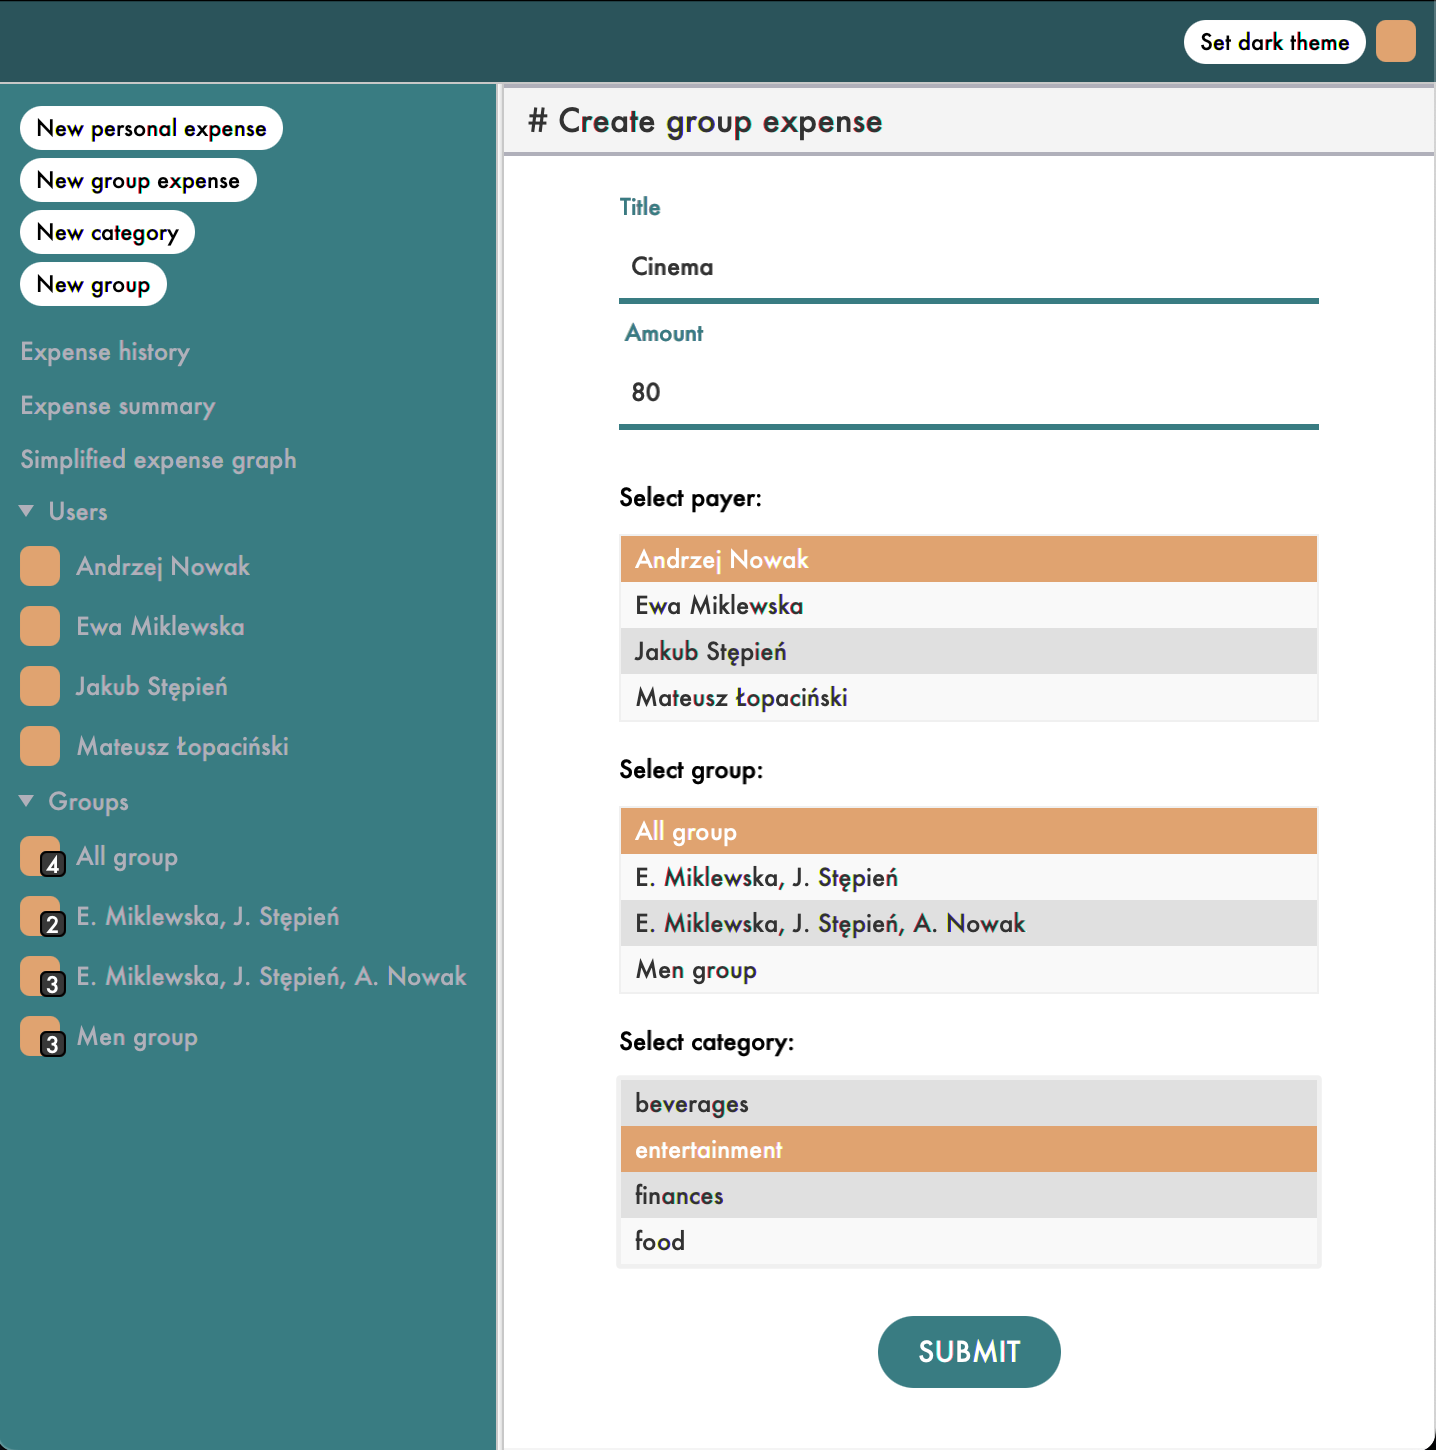 Set dark theme
New personal expense
New group expense
New category
New group
Expense history
Expense summary
Simplified expense graph
▼ Users
Andrzej Nowak
Ewa Miklewska
Jakub Stępień
Mateusz Łopaciński
▼ Groups
4 All group
2 E. Miklewska, J. Stępień
3 E. Miklewska, J. Stępień, A. Nowak
3 Men group
# Create group expense
Title
Cinema
Amount
80
Select payer:
Andrzej Nowak
Ewa Miklewska
Jakub Stępień
Mateusz Łopaciński
Select group:
All group
E. Miklewska, J. Stępień
E. Miklewska, J. Stępień, A. Nowak
Men group
Select category:
beverages
entertainment
finances
food
SUBMIT